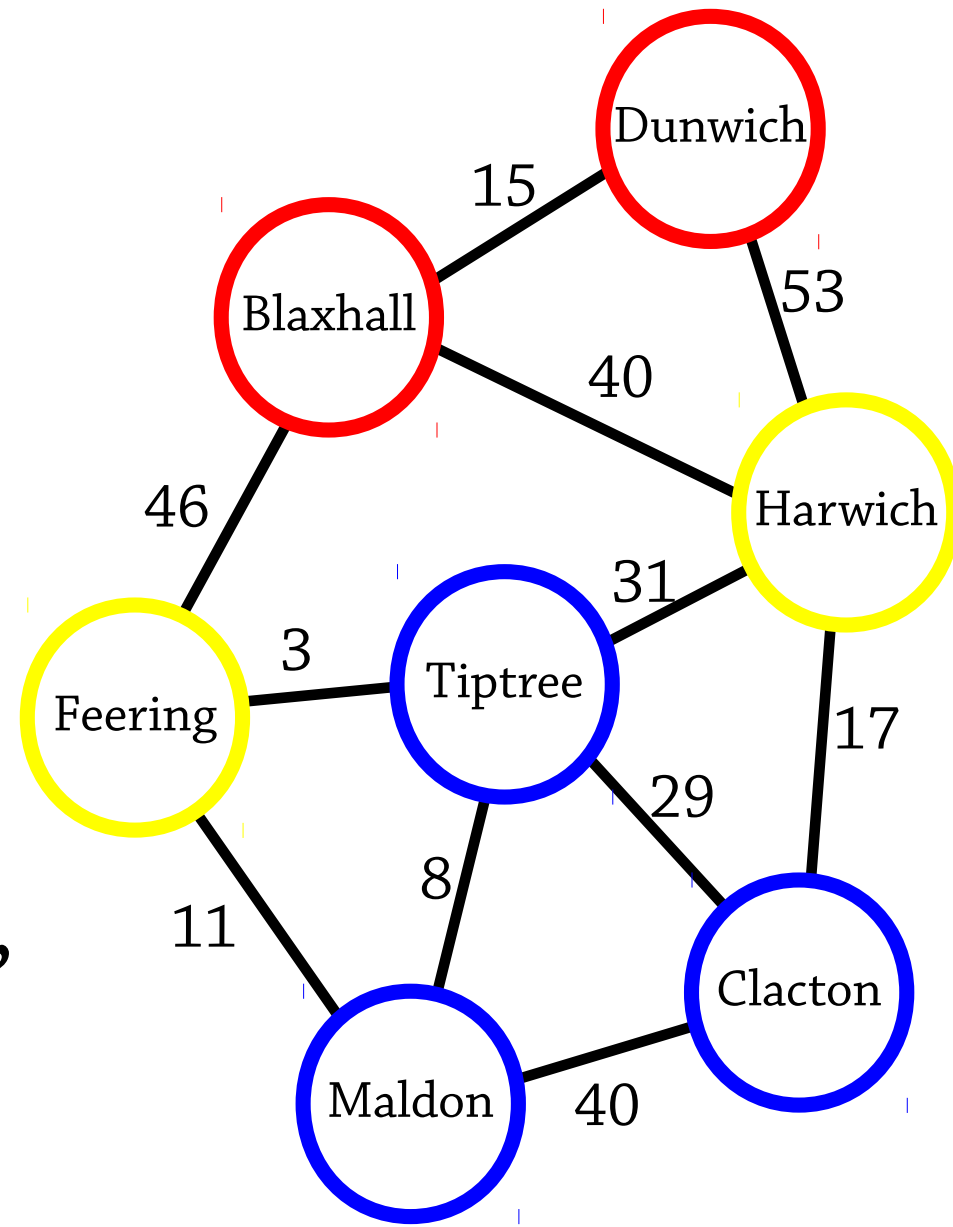 Dunwich
15
53
Blaxhall
40
Harwich
46
31
3
Tiptree
Feering
17
29
8
11
,
Clacton
Maldon
40